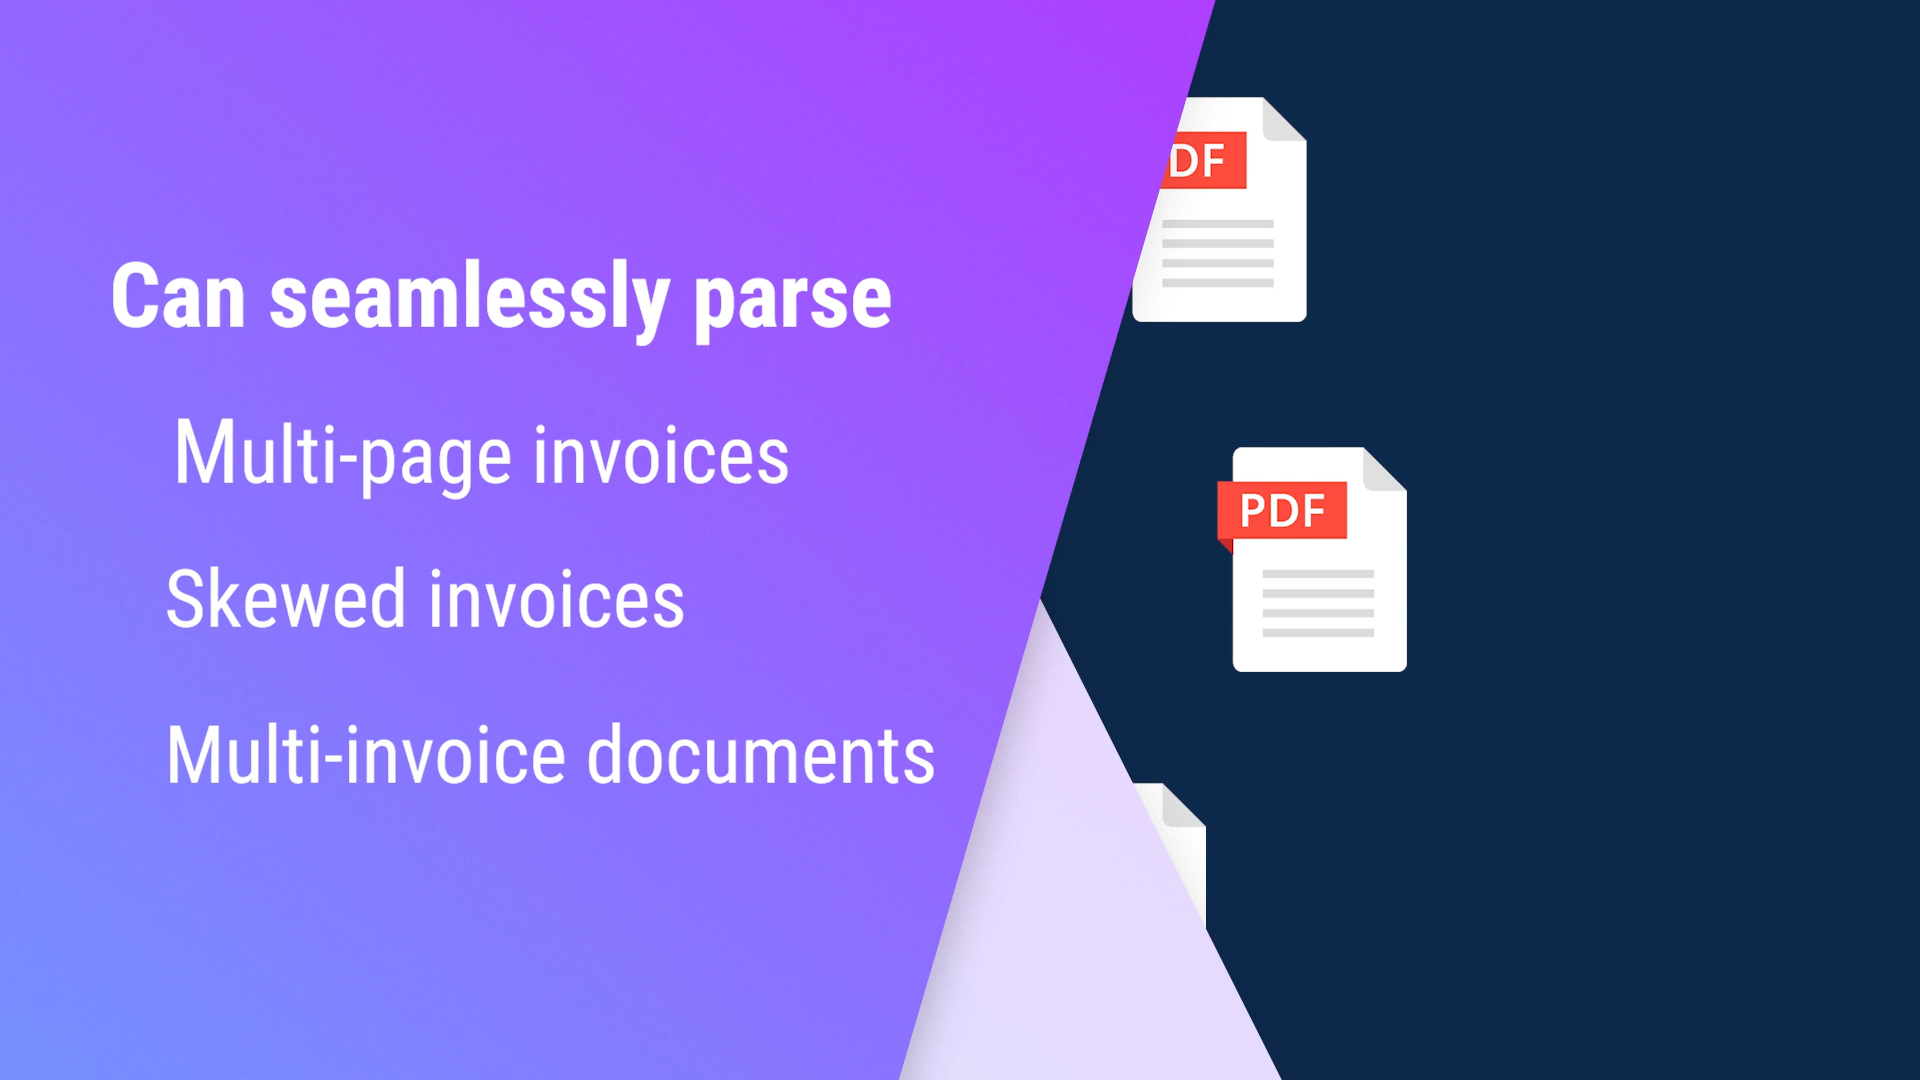 Can seamlessly parse
Multi-page invoices
Skewed invoices
Multi-invoice documents
DF
PDF